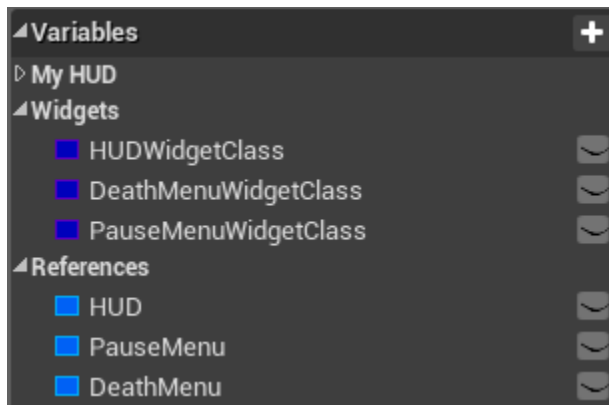 Variables
My HUD
Widgets
HUDWidgetClass
DeathMenuWidgetClass
PauseMenuWidgetClass
References
HUD
PauseMenu
DeathMenu